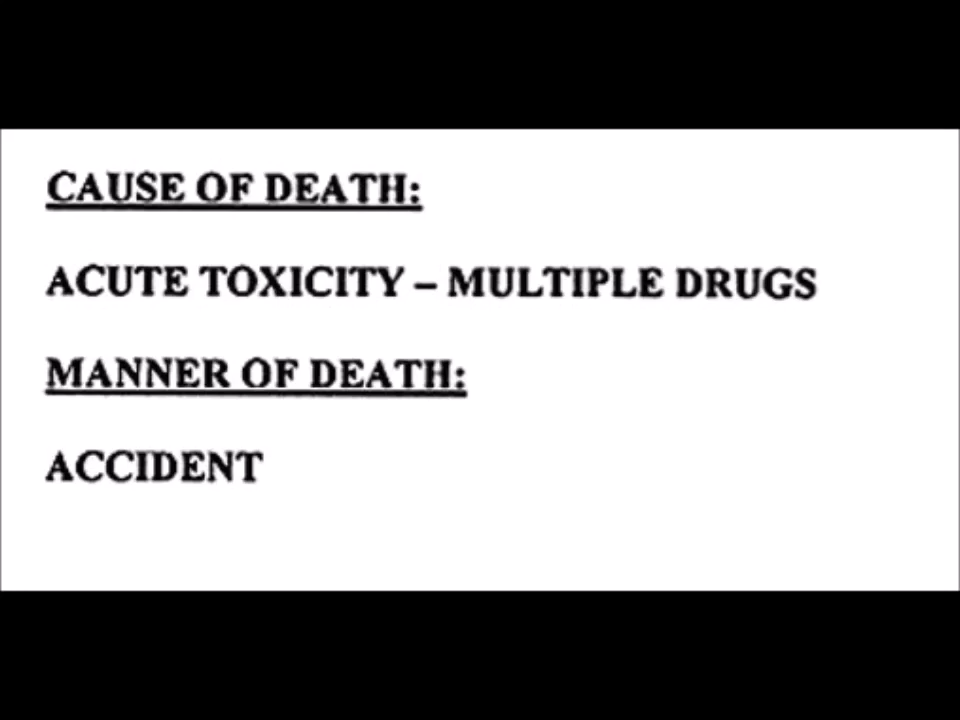 CAUSE OF DEATH:
ACUTE TOXICITY – MULTIPLE DRUGS
MANNER OF DEATH:
ACCIDENT